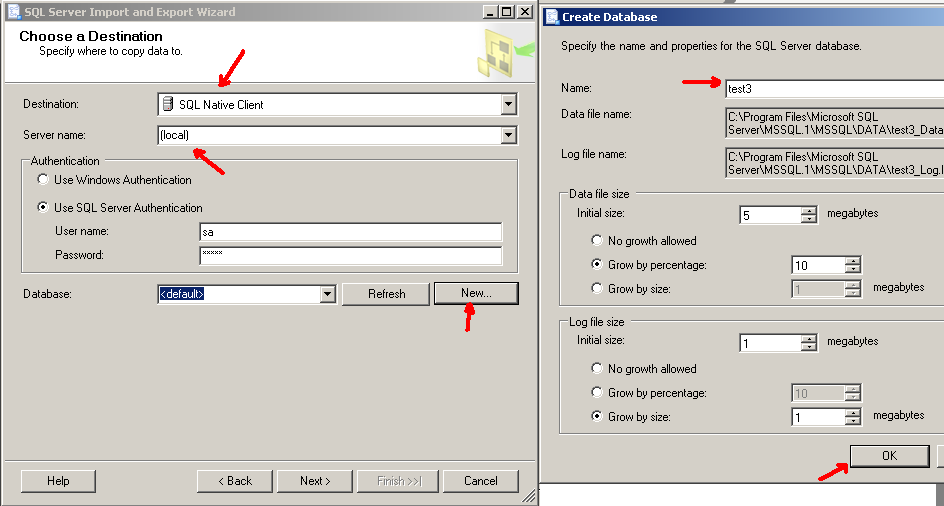 SQL Server Import and Export Wizard
Choose a Destination
Specify where to copy data to.
Destination:
SQL Native Client
Server name:
(local)
Authentication
Use Windows Authentication
Use SQL Server Authentication
User name:
sa
Password:
*****
Database:
<default>
Refresh
New...
Help
< Back
Next >
Finish >>|
Cancel
Create Database
Specify the name and properties for the SQL Server database.
Name:
test3
Data file name:
C:\Program Files\Microsoft SQL
Server\MSSQL.1\MSSQL\DATA\test3_Data
Log file name:
C:\Program Files\Microsoft SQL
Server\MSSQL.1\MSSQL\DATA\test3_Log.l
Data file size
Initial size:
5
megabytes
No growth allowed
Grow by percentage:
10
Grow by size:
1
megabytes
Log file size
Initial size:
1
megabytes
No growth allowed
Grow by percentage:
10
Grow by size:
1
megabytes
OK